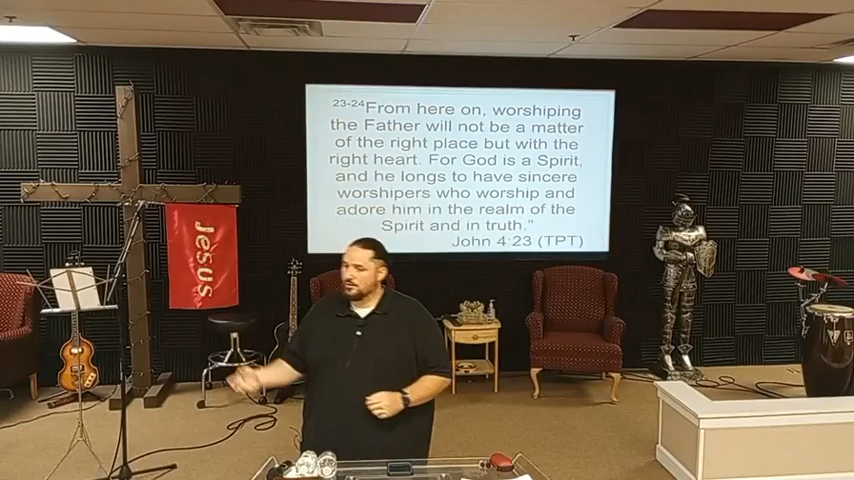 23-24From here on, worshiping
the Father will not be a matter
of the right place but with the
right heart. For God is a Spirit,
and he longs to have sincere
worshipers who worship and
adore him in the realm of the
Spirit and in truth."
John 4:23 (TPT)
Jesus